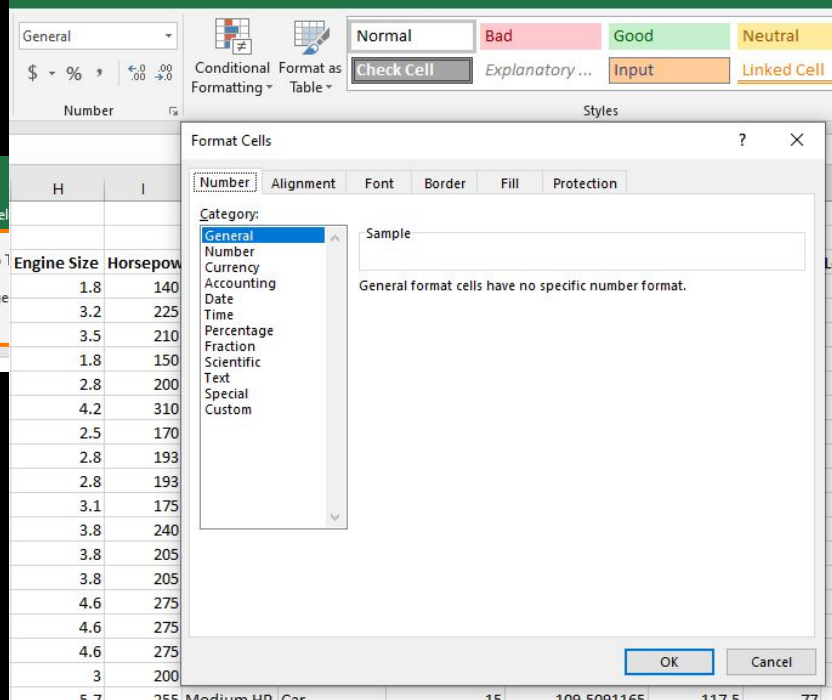 General
$ % ,
.0 .00 .00 .0
Conditional Formatting
Format as Table
Normal Bad Good Neutral
Check Cell Explanatory ... Input Linked Cell
Number Styles
Format Cells ? X
Number Alignment Font Border Fill Protection
Category:
General
Number
Currency
Accounting
Date
Time
Percentage
Fraction
Scientific
Text
Special
Custom
Sample
General format cells have no specific number format.
OK Cancel
H I
Engine Size Horsepow
1.8 140
3.2 225
3.5 210
1.8 150
2.8 200
4.2 310
2.5 170
2.8 193
2.8 193
3.1 175
3.8 240
3.8 205
3.8 205
4.6 275
4.6 275
4.6 275
3 200
5.7 255 Medium HP Car 15 109.5091165 117.5 77